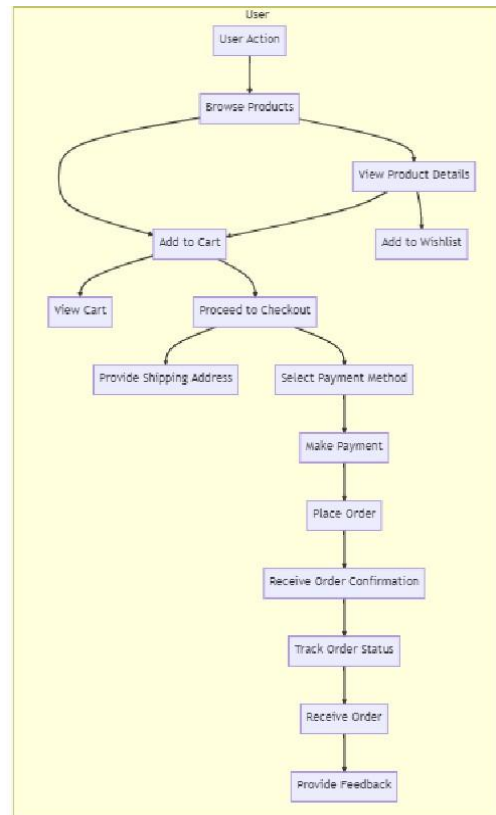 User
User Action
Browse Products
View Product Details
Add to Cart
Add to Wishlist
View Cart
Proceed to Checkout
Provide Shipping Address
Select Payment Method
Make Payment
Place Order
Receive Order Confirmation
Track Order Status
Receive Order
Provide Feedback